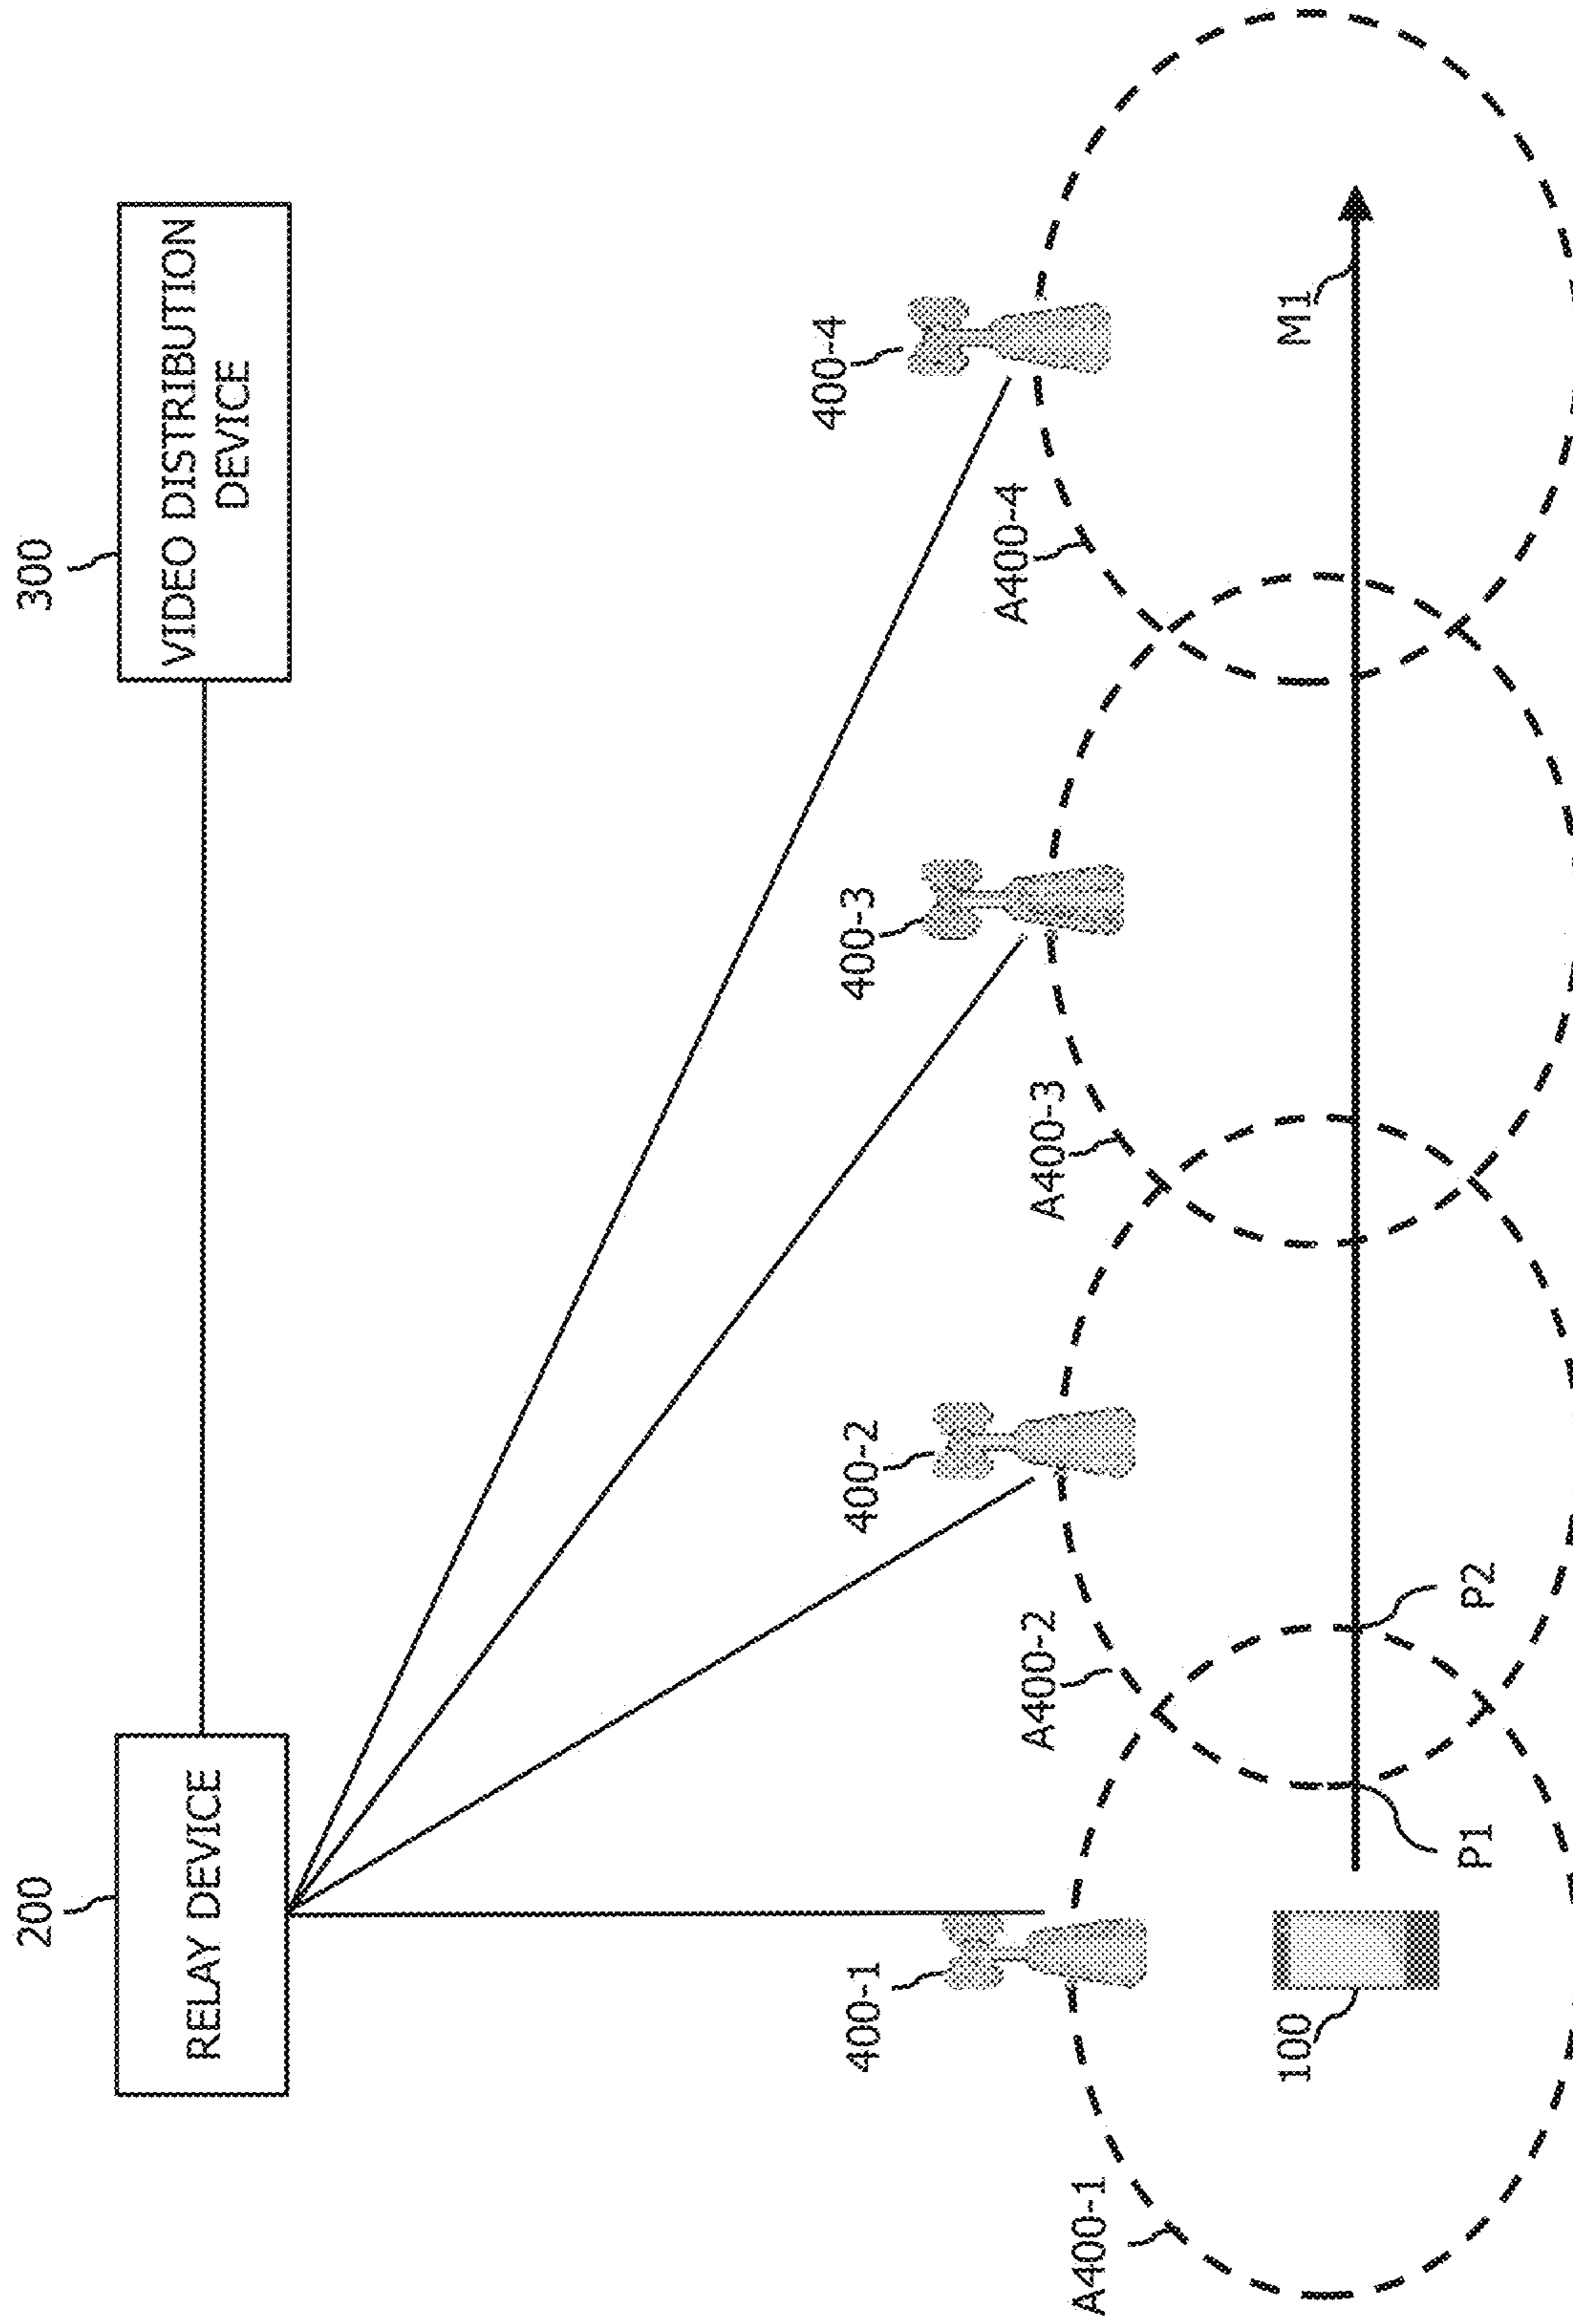 200
300
RELAY DEVICE
VIDEO DISTRIBUTION
DEVICE
400-1
400-2
400-3
400-4
A400-1
A400-2
A400-3
A400-4
100
M1
P1
P2